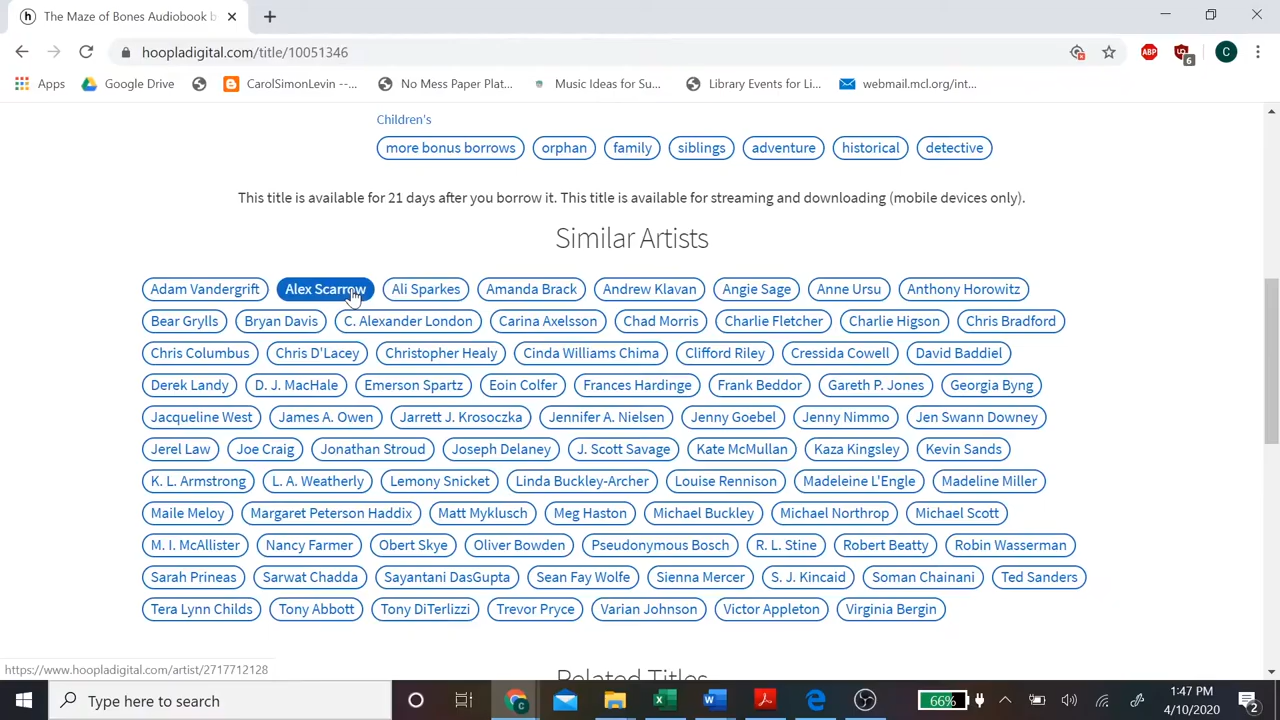 The Maze of Bones Audiobook b
hoopladigital.com/title/10051346
ABP
6
C
Apps
Google Drive
CarolSimonLevin --...
No Mess Paper Plat...
Music Ideas for Su...
Library Events for Li...
webmail.mcl.org/int...
Children's
more bonus borrows orphan family siblings adventure historical detective
This title is available for 21 days after you borrow it. This title is available for streaming and downloading (mobile devices only).
Similar Artists
Adam Vandergrift Alex Scarrow Ali Sparkes Amanda Brack Andrew Klavan Angie Sage Anne Ursu Anthony Horowitz
Bear Grylls Bryan Davis C. Alexander London Carina Axelsson Chad Morris Charlie Fletcher Charlie Higson Chris Bradford
Chris Columbus Chris D'Lacey Christopher Healy Cinda Williams Chima Clifford Riley Cressida Cowell David Baddiel
Derek Landy D. J. MacHale Emerson Spartz Eoin Colfer Frances Hardinge Frank Beddor Gareth P. Jones Georgia Byng
Jacqueline West James A. Owen Jarrett J. Krosoczka Jennifer A. Nielsen Jenny Goebel Jenny Nimmo Jen Swann Downey
Jerel Law Joe Craig Jonathan Stroud Joseph Delaney J. Scott Savage Kate McMullan Kaza Kingsley Kevin Sands
K. L. Armstrong L. A. Weatherly Lemony Snicket Linda Buckley-Archer Louise Rennison Madeleine L'Engle Madeline Miller
Maile Meloy Margaret Peterson Haddix Matt Myklusch Meg Haston Michael Buckley Michael Northrop Michael Scott
M. I. McAllister Nancy Farmer Obert Skye Oliver Bowden Pseudonymous Bosch R. L. Stine Robert Beatty Robin Wasserman
Sarah Prineas Sarwat Chadda Sayantani DasGupta Sean Fay Wolfe Sienna Mercer S. J. Kincaid Soman Chainani Ted Sanders
Tera Lynn Childs Tony Abbott Tony DiTerlizzi Trevor Pryce Varian Johnson Victor Appleton Virginia Bergin
Related Titles
https://www.hoopladigital.com/artist/2717712128
Type here to search
66%
1:47 PM
4/10/2020
2